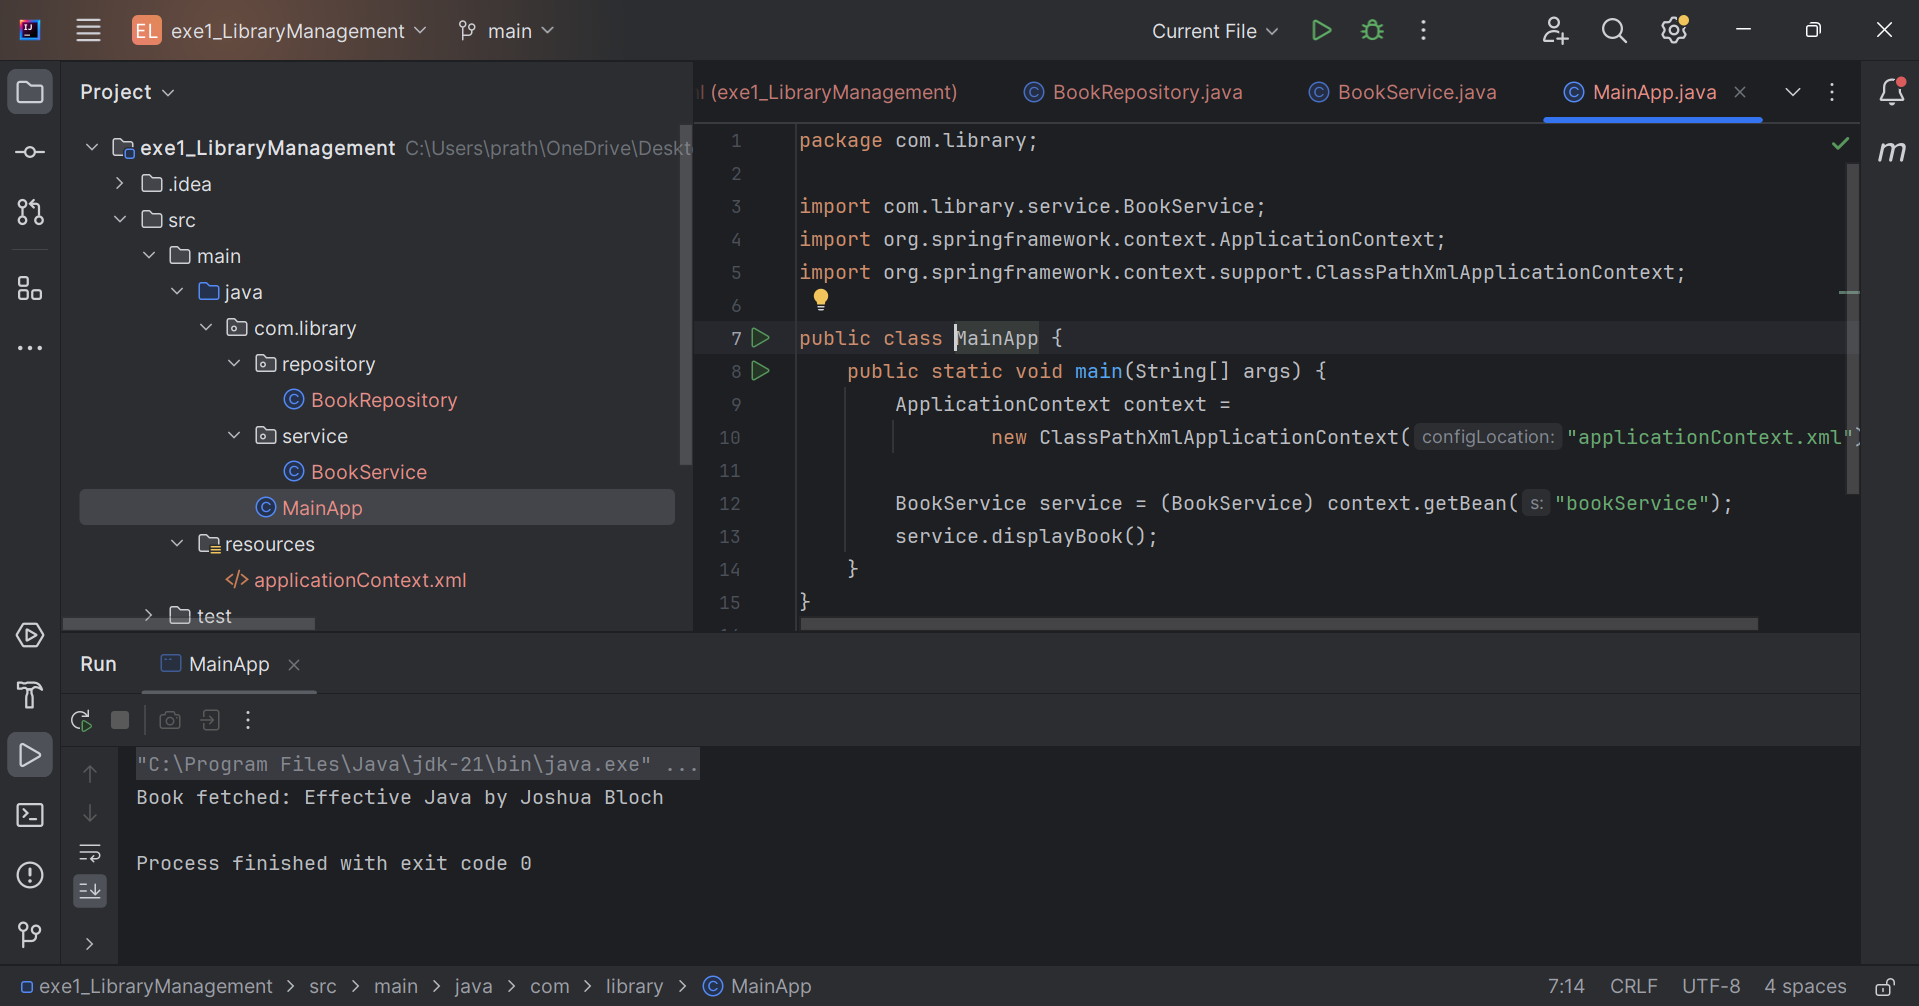 EL exe1_LibraryManagement main Current File
Project
exe1_LibraryManagement C:\Users\prath\OneDrive\Deskt
.idea
src
main
java
com.library
repository
BookRepository
service
BookService
MainApp
resources
applicationContext.xml
test
(exe1_LibraryManagement) BookRepository.java BookService.java MainApp.java
1 package com.library;
2
3 import com.library.service.BookService;
4 import org.springframework.context.ApplicationContext;
5 import org.springframework.context.support.ClassPathXmlApplicationContext;
6
7 public class MainApp {
8 public static void main(String[] args) {
9 ApplicationContext context =
10 new ClassPathXmlApplicationContext( configLocation: "applicationContext.xml")
11
12 BookService service = (BookService) context.getBean( s: "bookService");
13 service.displayBook();
14 }
15 }
m
Run MainApp
"C:\Program Files\Java\jdk-21\bin\java.exe" ...
Book fetched: Effective Java by Joshua Bloch
Process finished with exit code 0
exe1_LibraryManagement > src > main > java > com > library > MainApp 7:14 CRLF UTF-8 4 spaces